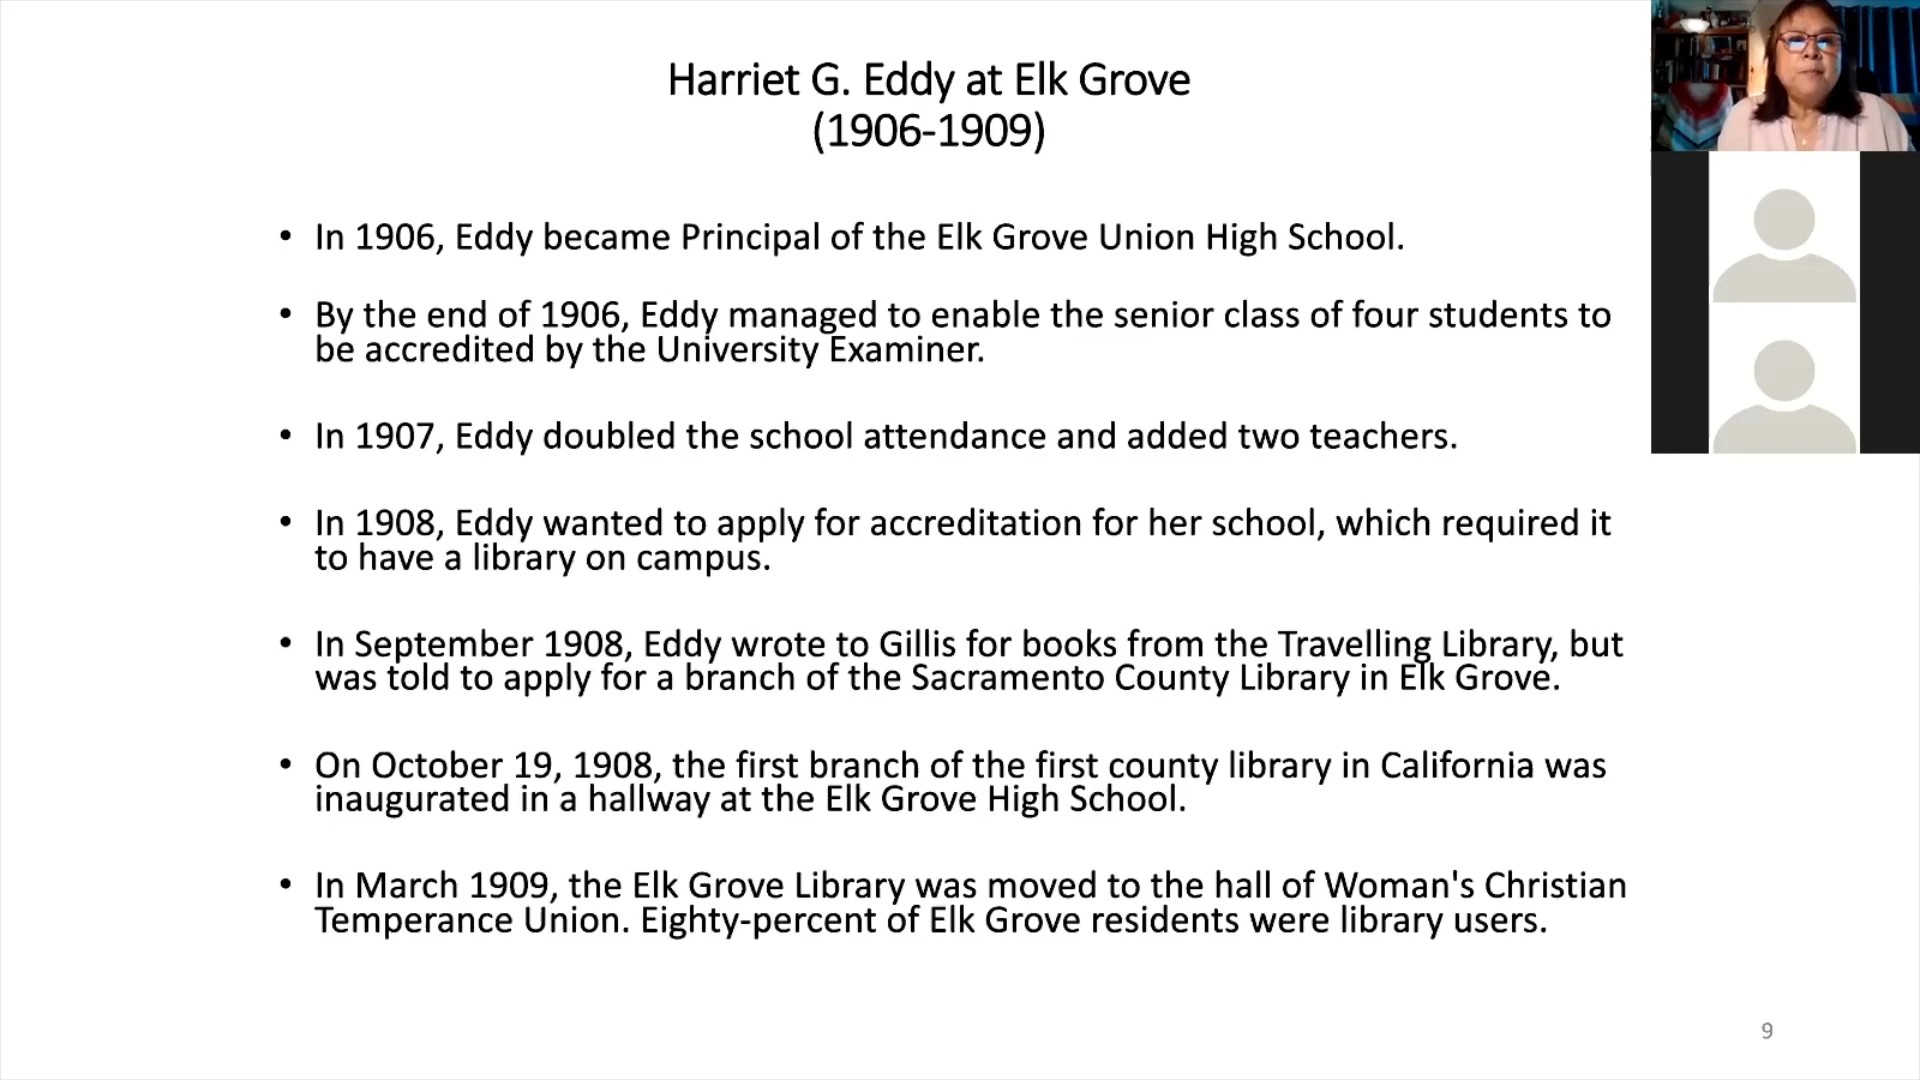 Harriet G. Eddy at Elk Grove
(1906-1909)
• In 1906, Eddy became Principal of the Elk Grove Union High School.
• By the end of 1906, Eddy managed to enable the senior class of four students to
be accredited by the University Examiner.
• In 1907, Eddy doubled the school attendance and added two teachers.
• In 1908, Eddy wanted to apply for accreditation for her school, which required it
to have a library on campus.
• In September 1908, Eddy wrote to Gillis for books from the Travelling Library, but
was told to apply for a branch of the Sacramento County Library in Elk Grove.
• On October 19, 1908, the first branch of the first county library in California was
inaugurated in a hallway at the Elk Grove High School.
• In March 1909, the Elk Grove Library was moved to the hall of Woman's Christian
Temperance Union. Eighty-percent of Elk Grove residents were library users.
9